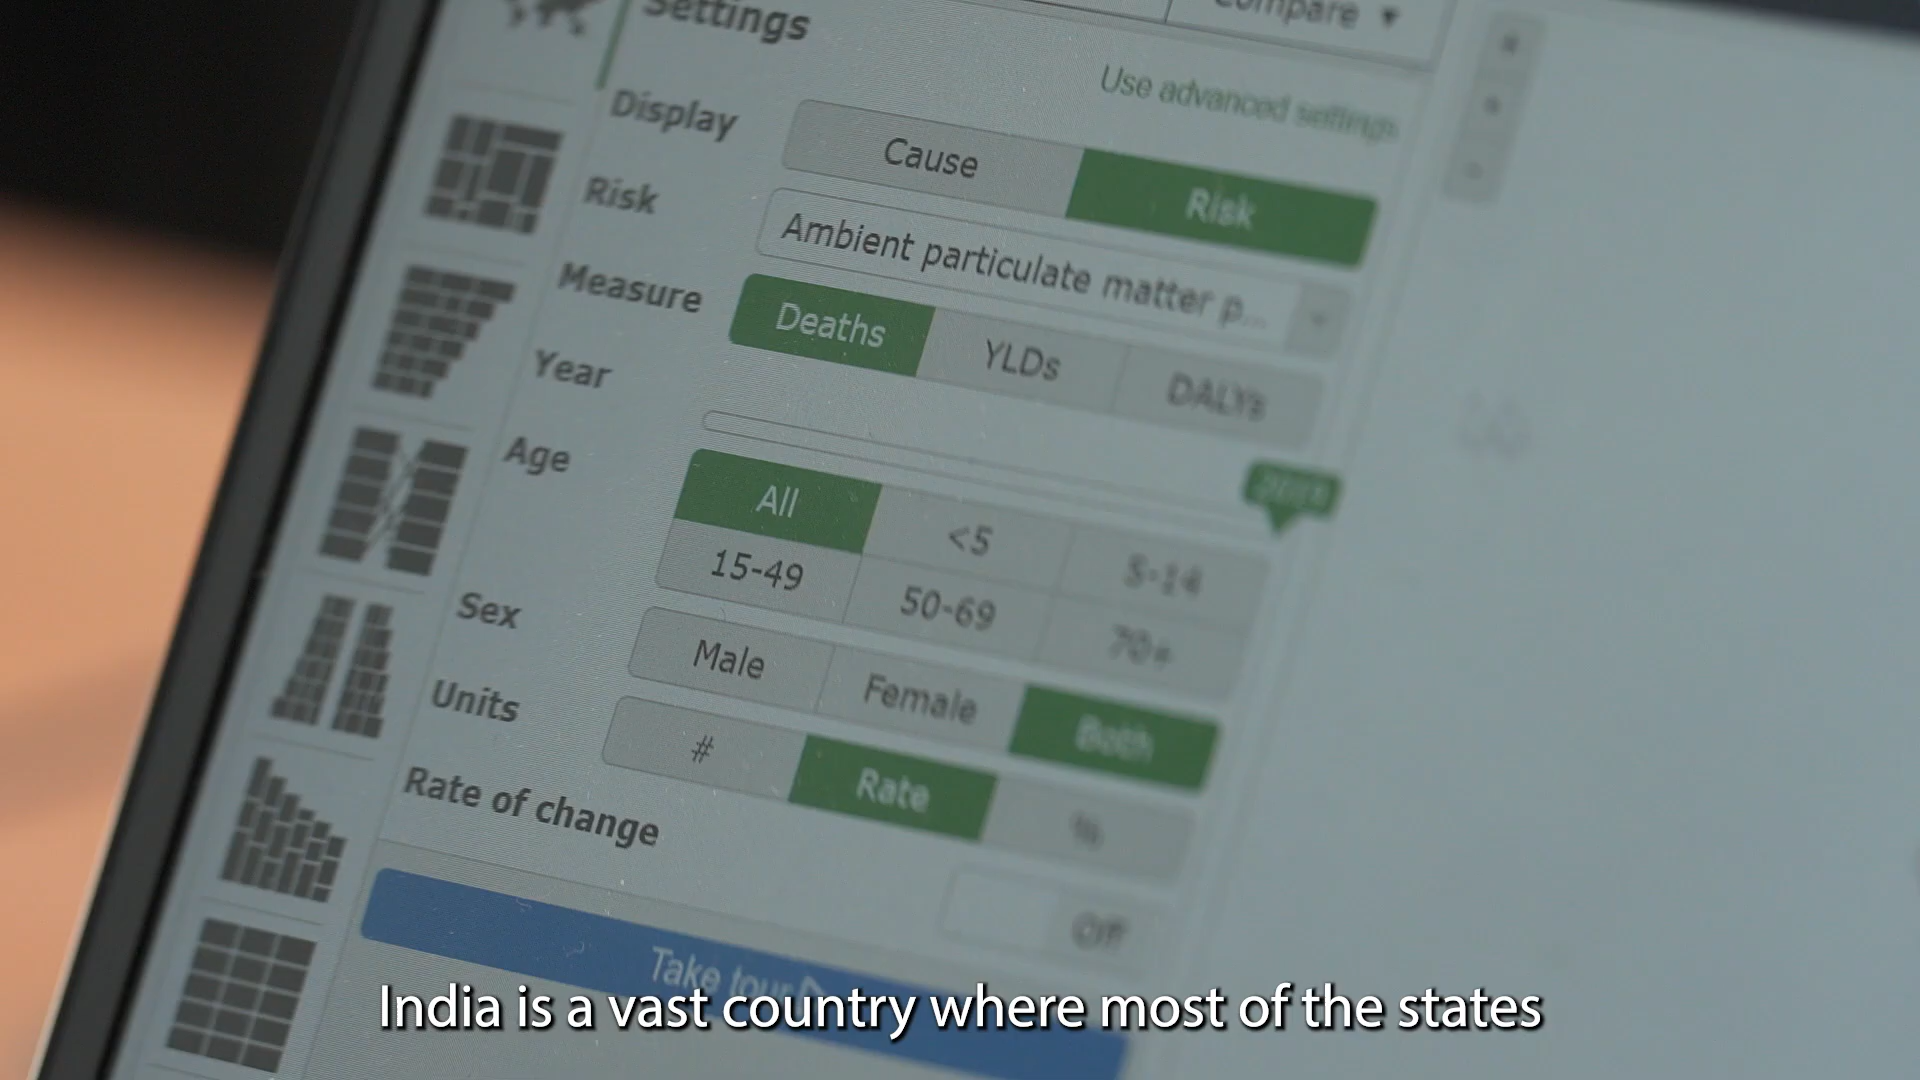 Settings
Compare
Use advanced settings
Display
Cause
Risk
Risk
Ambient particulate matter p...
Measure
Deaths
YLDs
DALYs
Year
Age
All
<5
5-14
15-49
50-69
70+
Sex
Male
Female
Both
Units
#
Rate
%
Rate of change
Off
Take tour
India is a vast country where most of the states